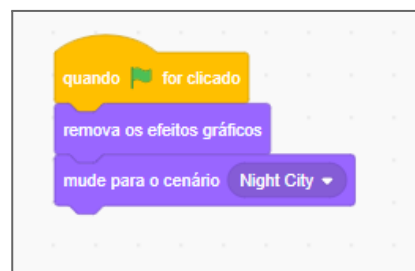 quando for clicado
remova os efeitos gráficos
mude para o cenário Night City